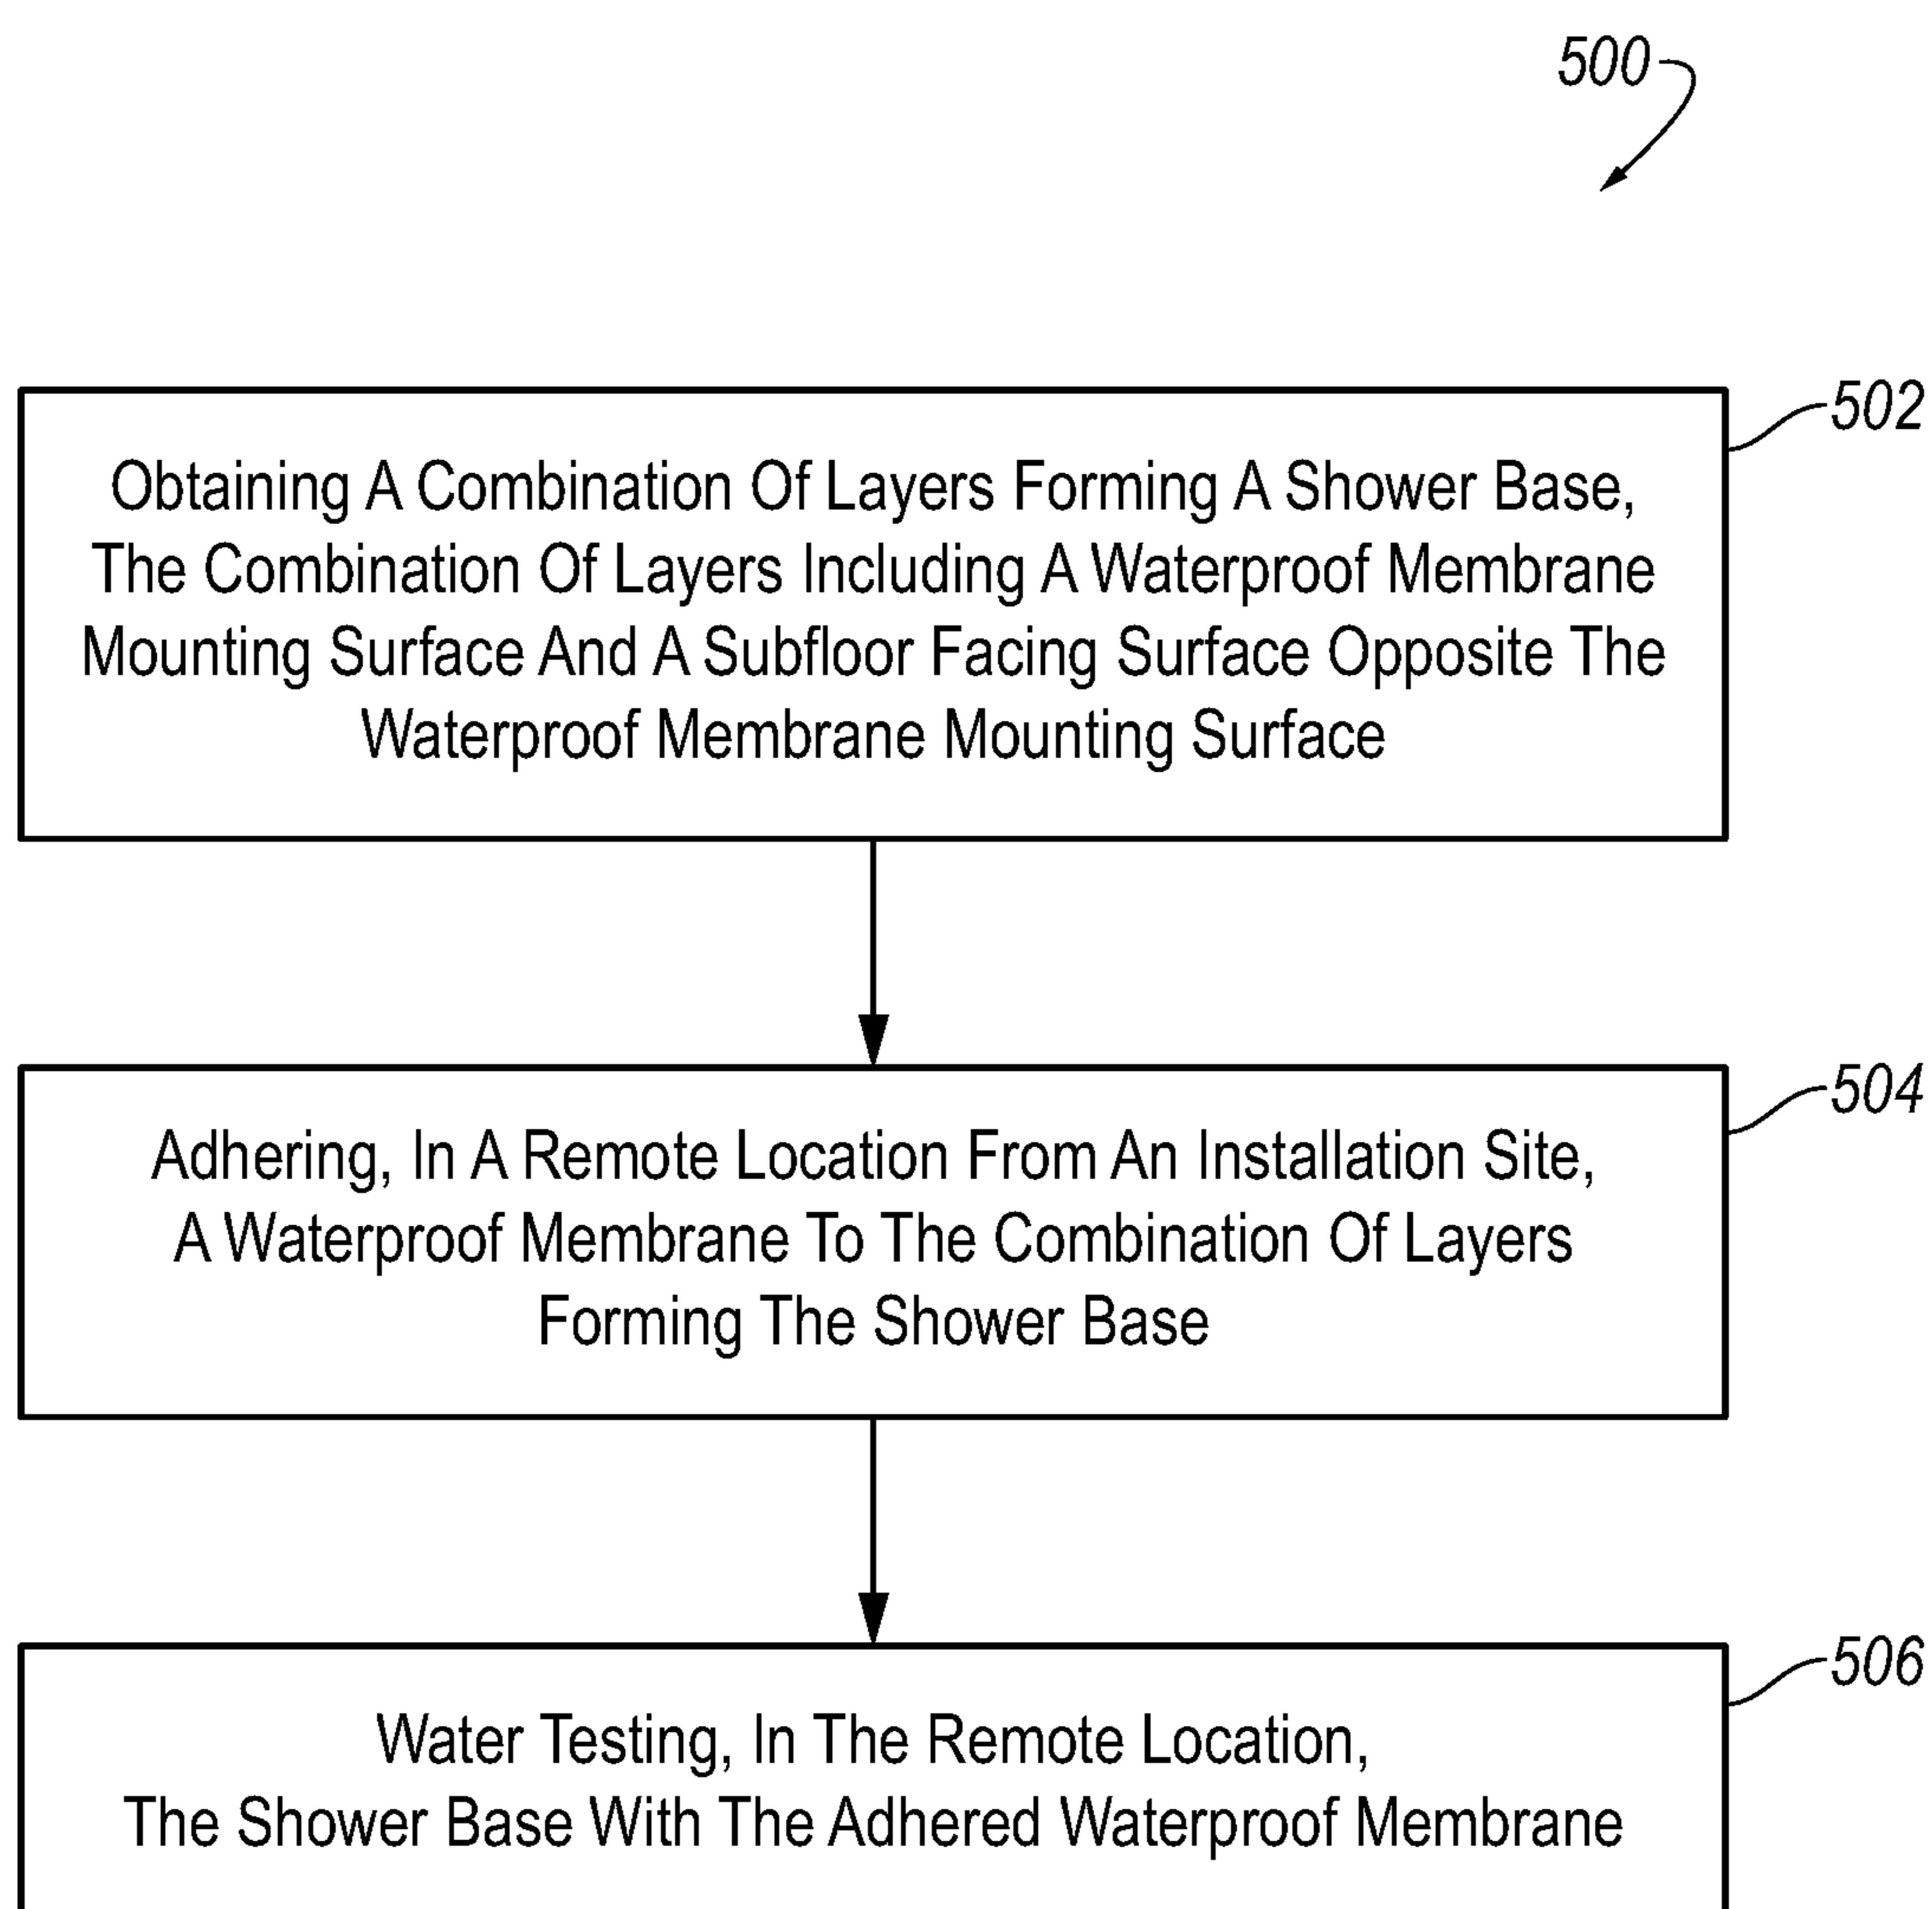 500
502
Obtaining A Combination Of Layers Forming A Shower Base,
The Combination Of Layers Including A Waterproof Membrane
Mounting Surface And A Subfloor Facing Surface Opposite The
Waterproof Membrane Mounting Surface
504
Adhering, In A Remote Location From An Installation Site,
A Waterproof Membrane To The Combination Of Layers
Forming The Shower Base
506
Water Testing, In The Remote Location,
The Shower Base With The Adhered Waterproof Membrane